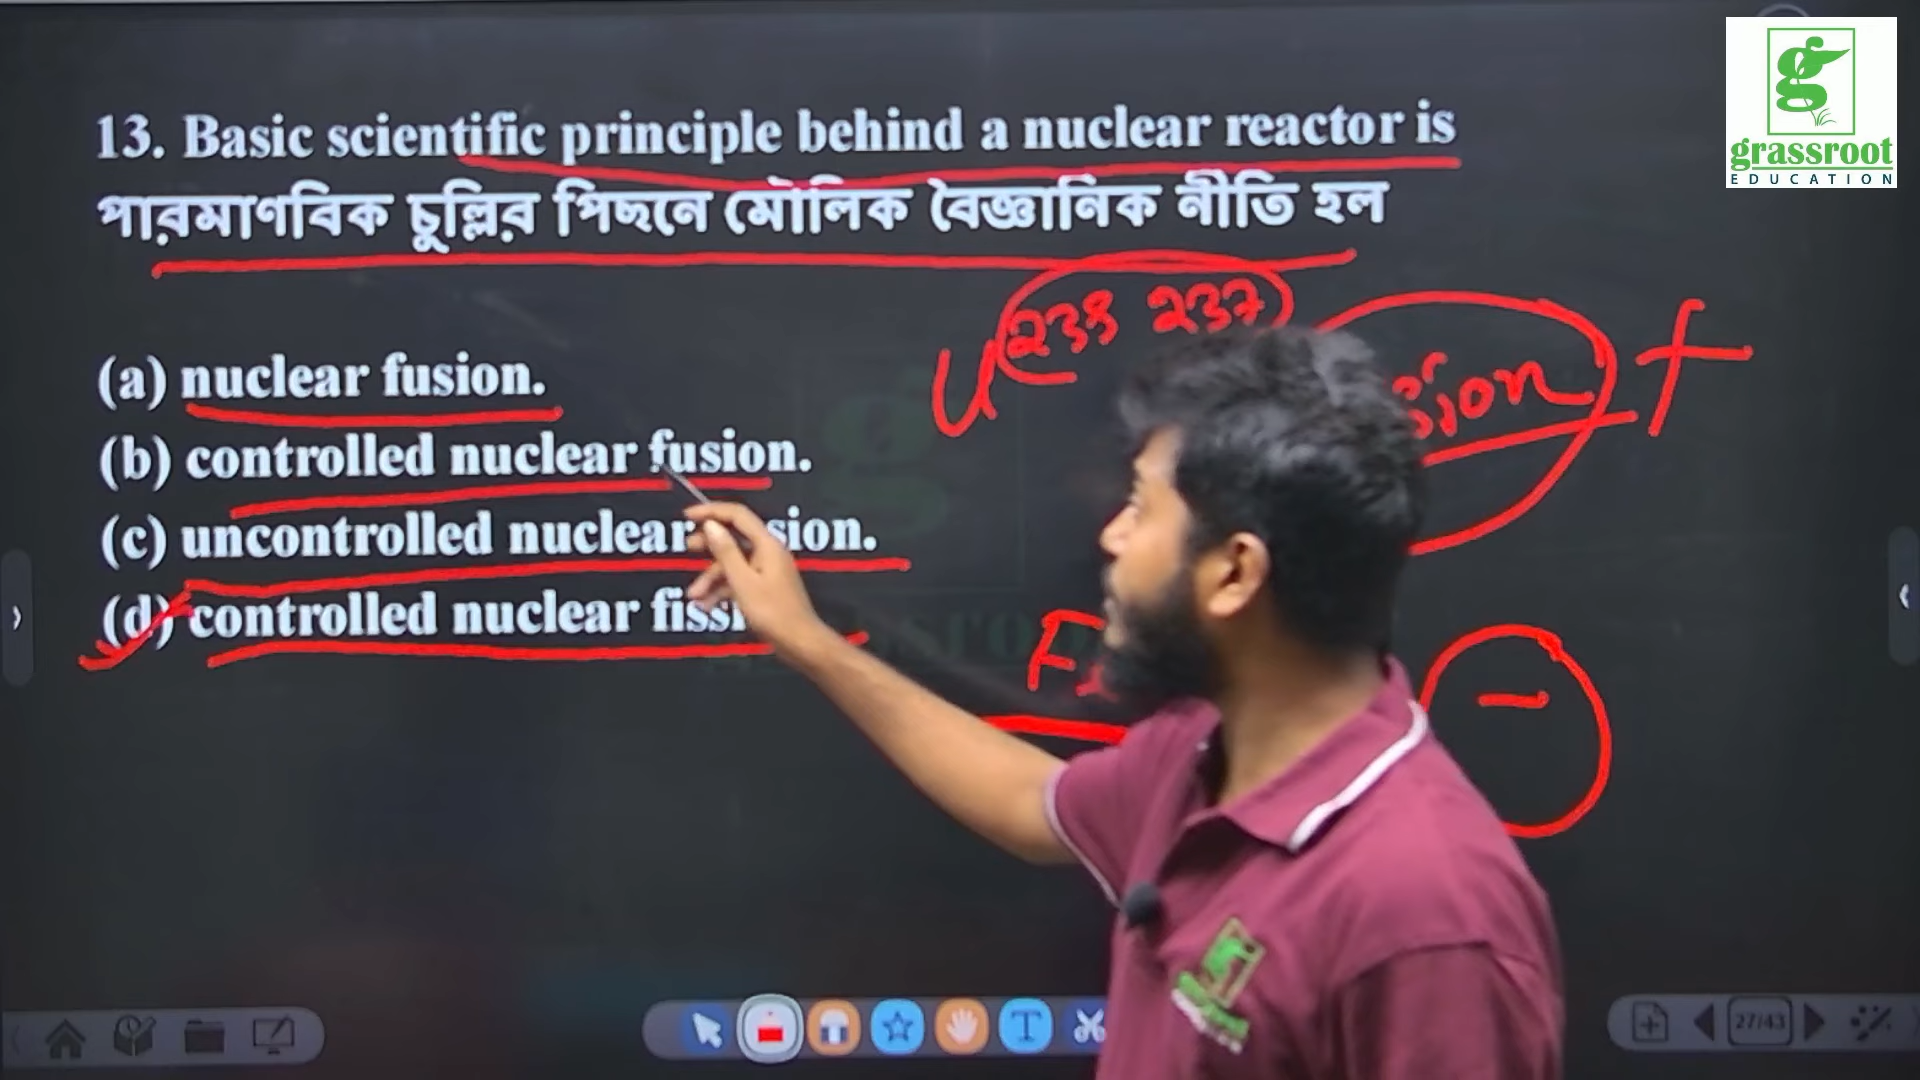 13. Basic scientific principle behind a nuclear reactor is
পারমাণবিক চুল্লির পিছনে মৌলিক বৈজ্ঞানিক নীতি হল
(a) nuclear fusion.
(b) controlled nuclear fusion.
(c) uncontrolled nuclear
(d) controlled nuclear
U 235 237
grassroot
EDUCATION
27/43